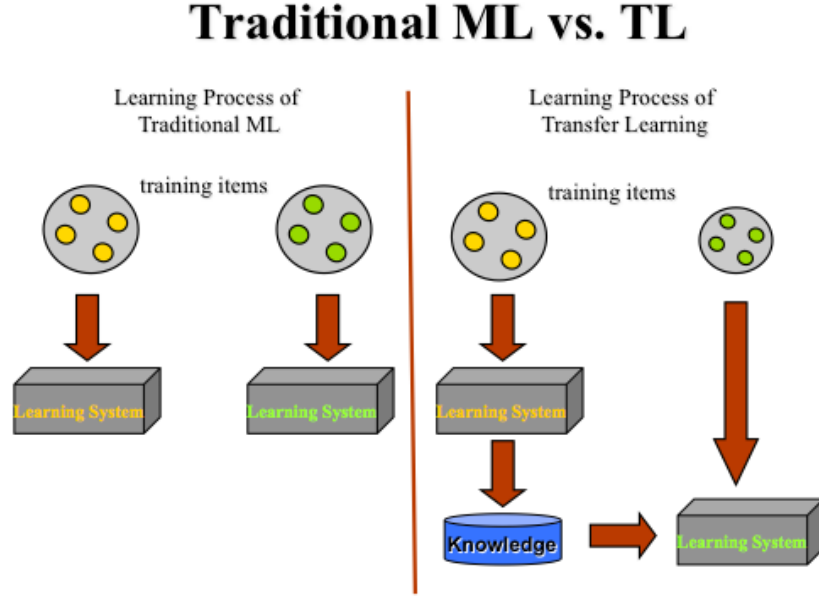 Traditional ML vs. TL
Learning Process of
Traditional ML
training items
Learning System
Learning System
Learning Process of
Transfer Learning
training items
Learning System
Knowledge
Learning System